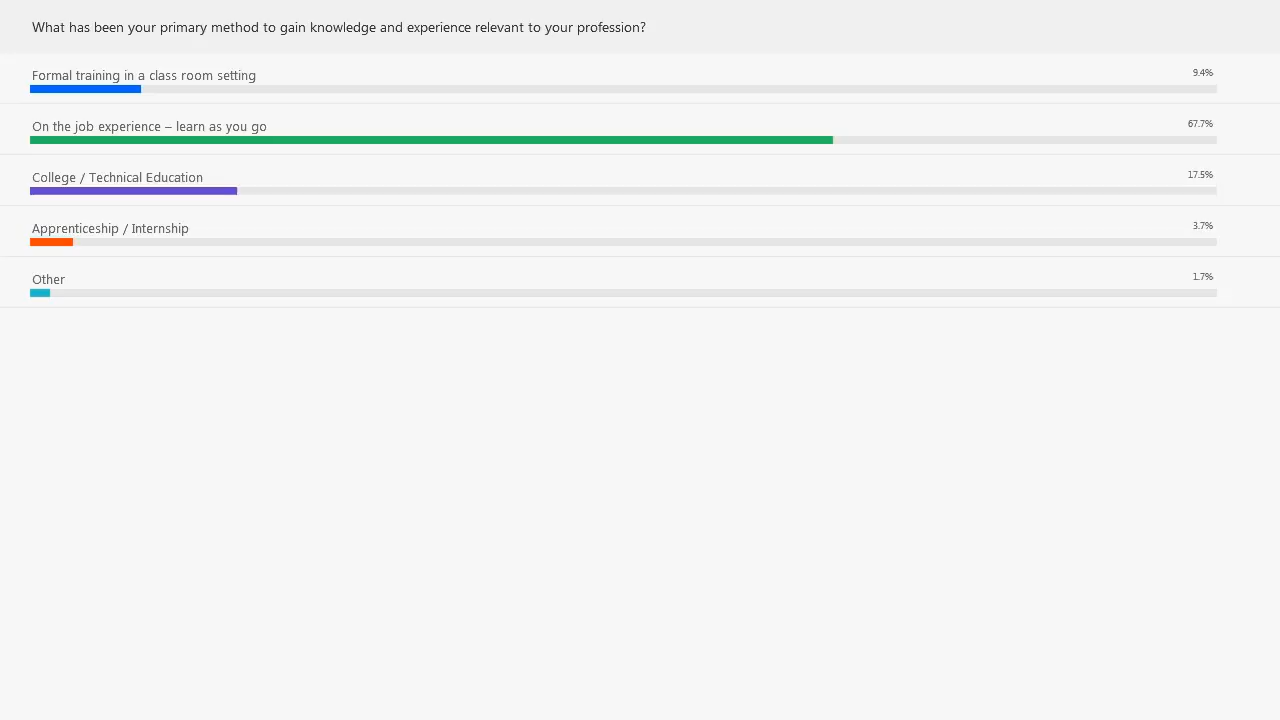 What has been your primary method to gain knowledge and experience relevant to your profession?
Formal training in a class room setting
9.4%
On the job experience – learn as you go
67.7%
College / Technical Education
17.5%
Apprenticeship / Internship
3.7%
Other
1.7%